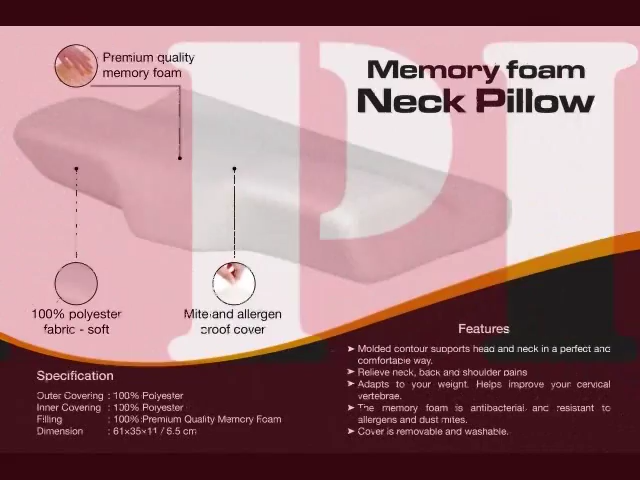 Premium quality
memory foam
Memory foam
Neck Pillow
100% polyester
fabric - soft
Mite and allergen
proof cover
Specification
Outer Covering : 100% Polyester
Inner Covering : 100% Polyester
Filling : 100% Premium Quality Memory Foam
Dimension : 61×35×11 / 8.5 cm
Features
➤ Molded contour supports head and neck in a perfect and
comfortable way.
➤ Relieve neck, back and shoulder pains
➤ Adapts to your weight. Helps improve your cervical
vertebrae.
➤ The memory foam is antibacterial and resistant to
allergens and dust mites.
➤ Cover is removable and washable.